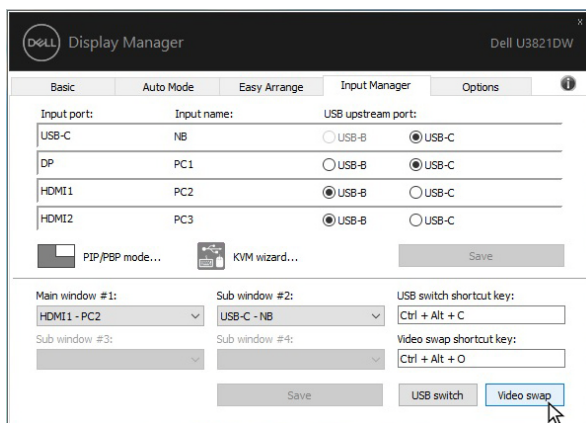 DELL Display Manager Dell U3821DW
x
Basic Auto Mode Easy Arrange Input Manager Options i
Input port: Input name: USB upstream port:
USB-C NB USB-B USB-C
DP PC1 USB-B USB-C
HDMI1 PC2 USB-B USB-C
HDMI2 PC3 USB-B USB-C
PIP/PBP mode... KVM wizard... Save
Main window #1: Sub window #2: USB switch shortcut key:
HDMI1 - PC2 USB-C - NB Ctrl + Alt + C
Sub window #3: Sub window #4: Video swap shortcut key:
Ctrl + Alt + O
Save USB switch Video swap